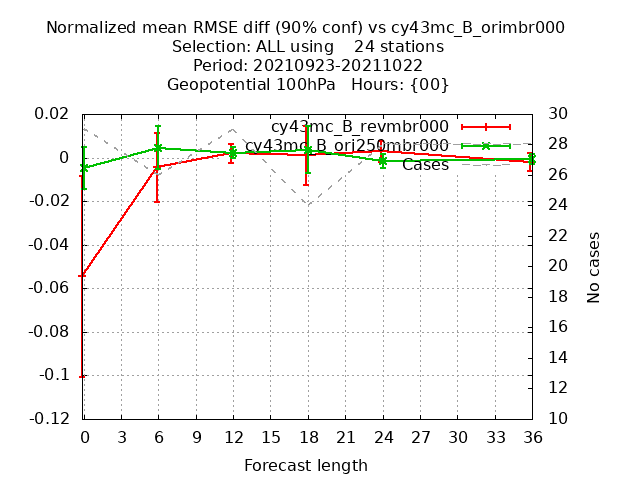 Normalized mean RMSE diff (90% conf) vs cy43mc_B_orimbr000
Selection: ALL using    24 stations
Period: 20210923-20211022
Geopotential 100hPa   Hours: {00}
0.02
0
-0.02
-0.04
-0.06
-0.08
-0.1
-0.12
cy43mc_B_revmbr000
cy43mc_B_ori250mbr000
Cases
30
28
26
24
22
20
18
16
14
12
10
No cases
0 3 6 9 12 15 18 21 24 27 30 33 36
Forecast length